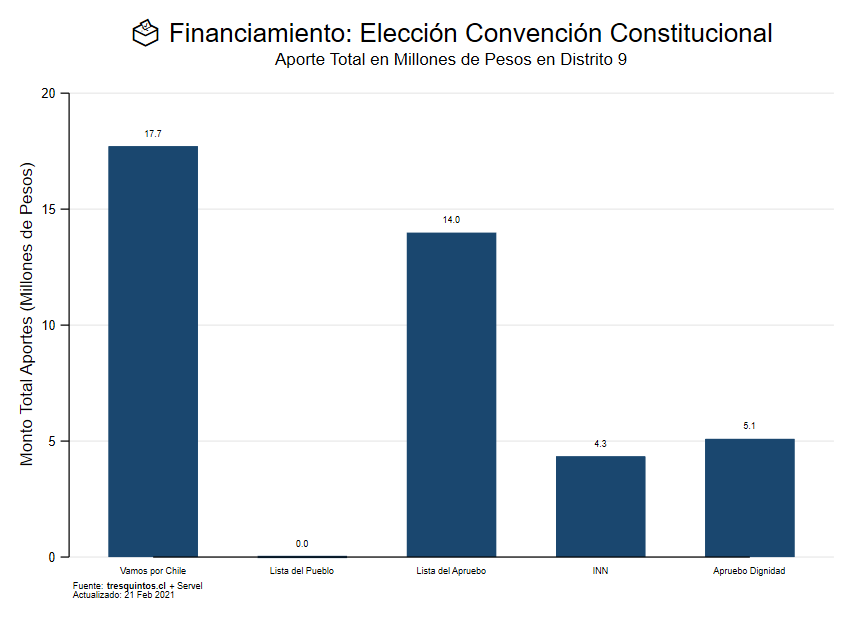 Financiamiento: Elección Convención Constitucional
Aporte Total en Millones de Pesos en Distrito 9
Monto Total Aportes (Millones de Pesos)
20
15
10
5
0
17.7
0.0
14.0
4.3
5.1
Vamos por Chile
Lista del Pueblo
Lista del Apruebo
INN
Apruebo Dignidad
Fuente: tresquintos.cl + Servel
Actualizado: 21 Feb 2021